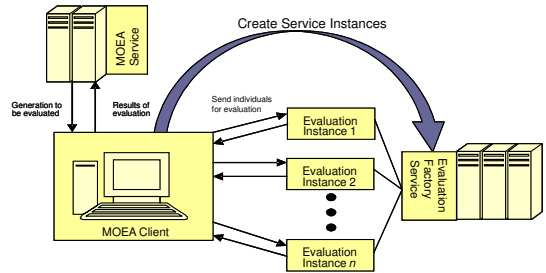 Create Service Instances
MOEA
Service
Generation to
be evaluated
Results of
evaluation
Send individuals
for evaluation
Evaluation
Instance 1
Evaluation
Instance 2
Evaluation
Instance n
Evaluation
Factory
Service
MOEA Client